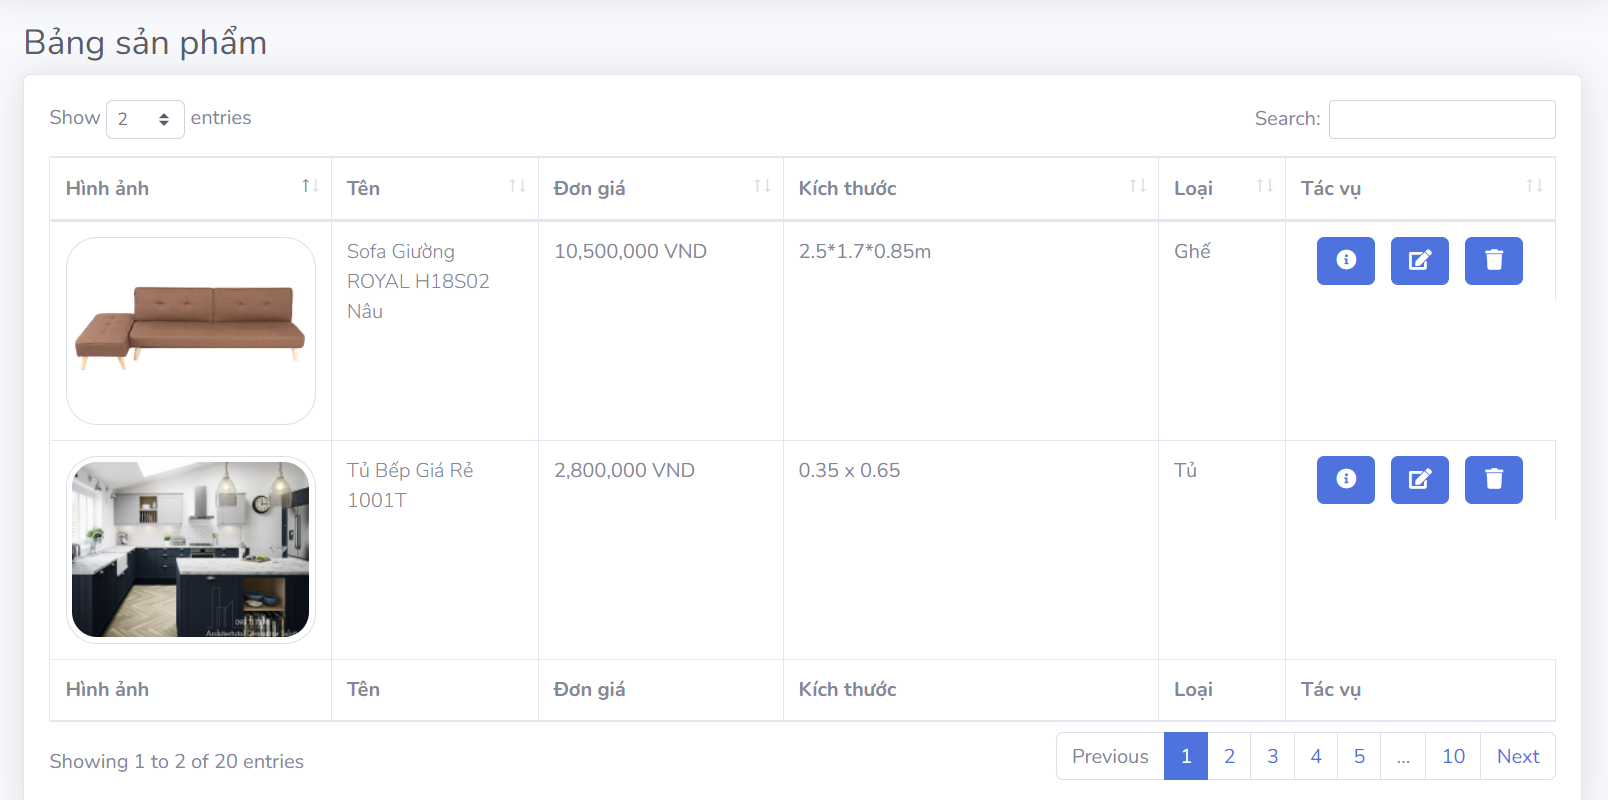 Bảng sản phẩm
Show 2 entries
Search:
Hình ảnh Tên Đơn giá Kích thước Loại Tác vụ
Sofa Giường 10,500,000 VND 2.5*1.7*0.85m Ghế
ROYAL H18S02
Nâu
Tủ Bếp Giá Rẻ 2,800,000 VND 0.35 x 0.65 Tủ
1001T
Hình ảnh Tên Đơn giá Kích thước Loại Tác vụ
Showing 1 to 2 of 20 entries
Previous 1 2 3 4 5 ... 10 Next